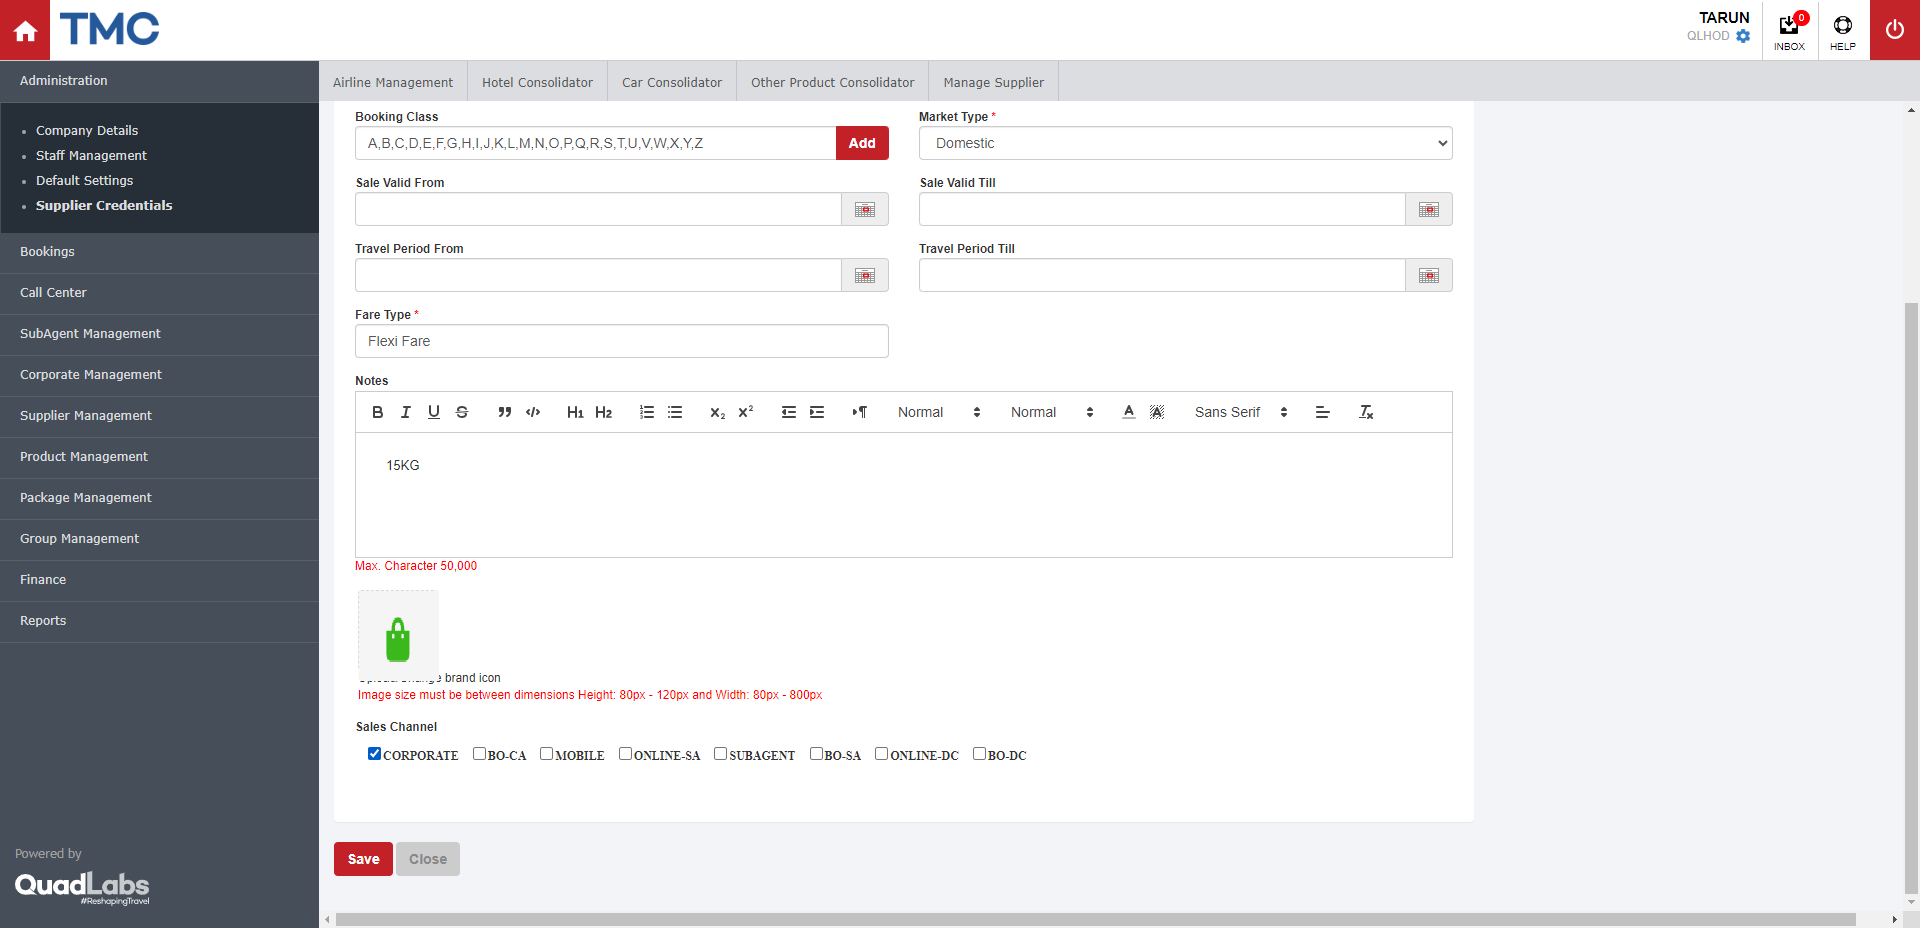 TMC
TARUN
QLHOD
0
INBOX
HELP
Administration
Company Details
Staff Management
Default Settings
Supplier Credentials
Bookings
Call Center
SubAgent Management
Corporate Management
Supplier Management
Product Management
Package Management
Group Management
Finance
Reports
Powered by
QuadLabs
#ReshapingTravel
Airline Management
Hotel Consolidator
Car Consolidator
Other Product Consolidator
Manage Supplier
Booking Class
A,B,C,D,E,F,G,H,I,J,K,L,M,N,O,P,Q,R,S,T,U,V,W,X,Y,Z
Add
Market Type *
Domestic
Sale Valid From
Sale Valid Till
Travel Period From
Travel Period Till
Fare Type *
Flexi Fare
Notes
B I U S H1 H2 X2 X2 Normal Normal A A Sans Serif Tx
15KG
Max. Character 50,000
brand icon
Image size must be between dimensions Height: 80px - 120px and Width: 80px - 800px
Sales Channel
CORPORATE BO-CA MOBILE ONLINE-SA SUBAGENT BO-SA ONLINE-DC BO-DC
Save
Close